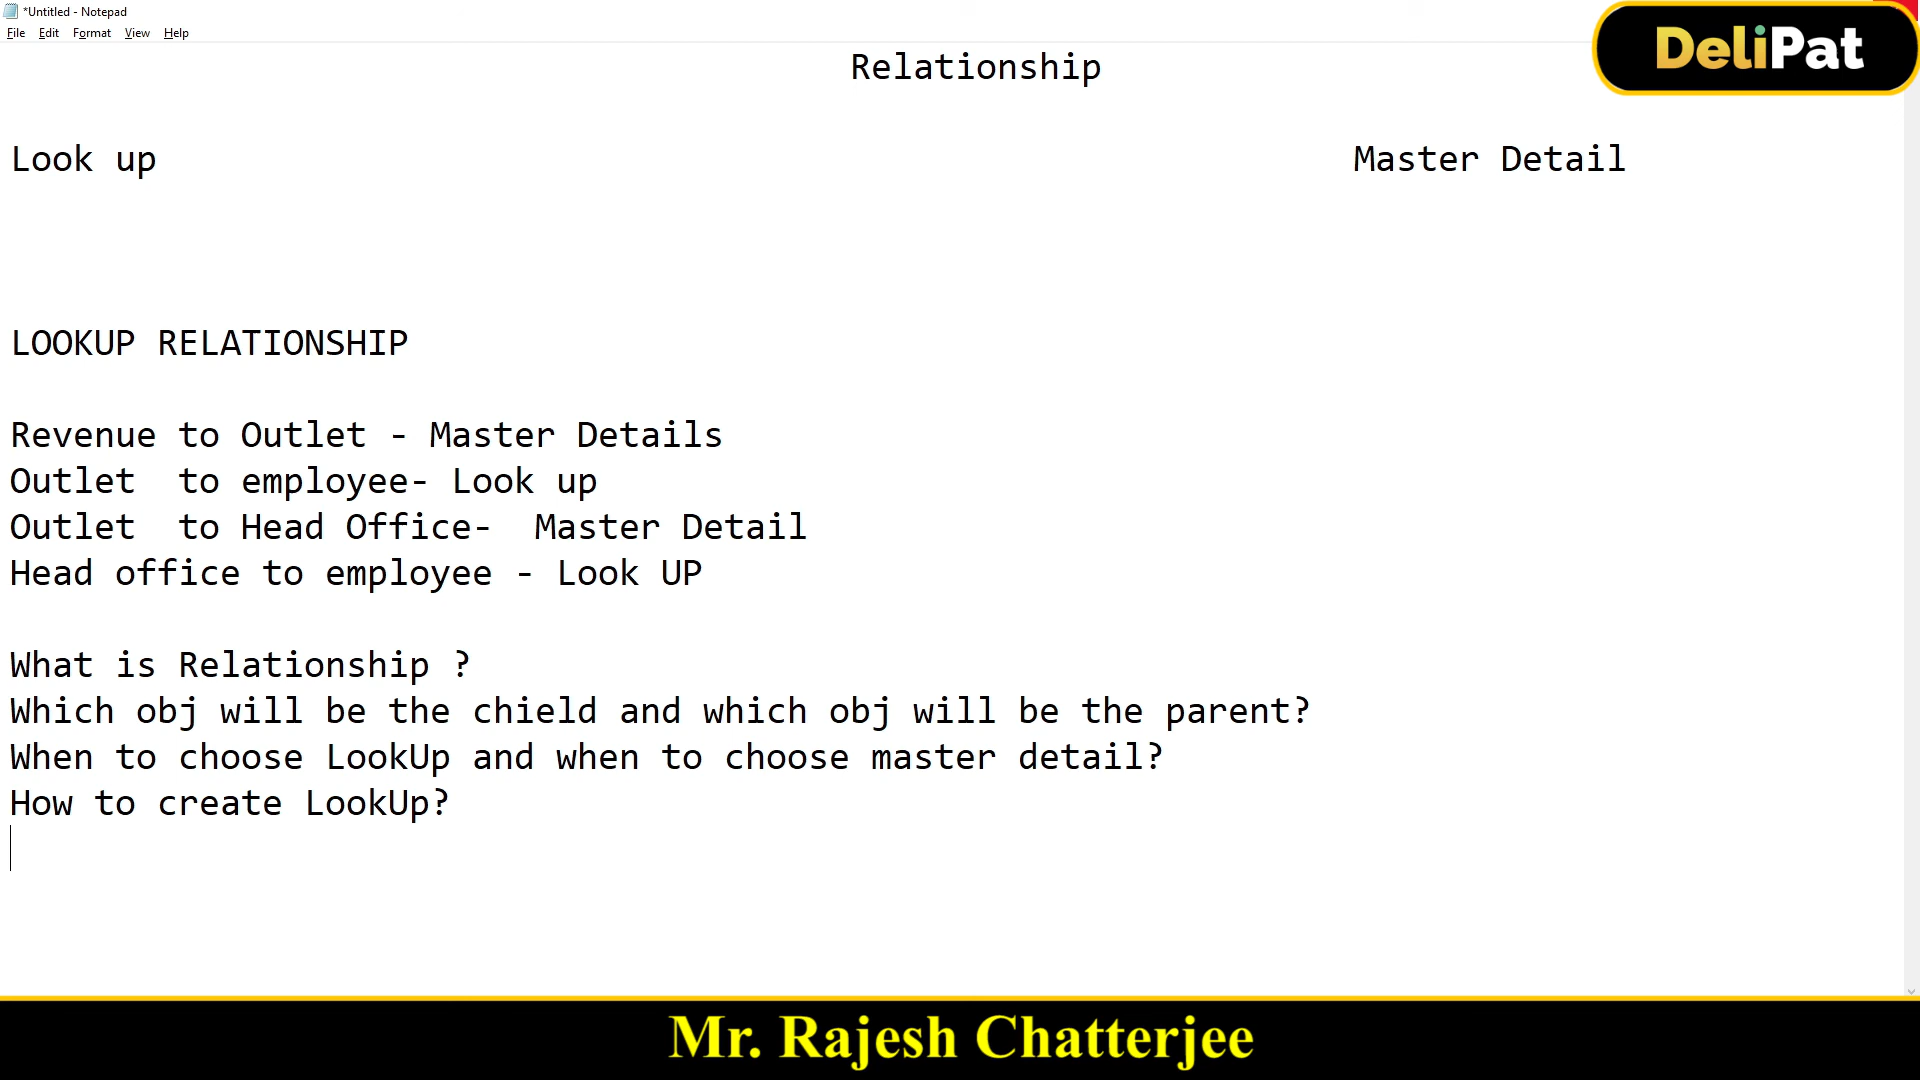 *Untitled - Notepad
File Edit Format View Help
DeliPat
Relationship
Look up Master Detail
LOOKUP RELATIONSHIP
Revenue to Outlet - Master Details
Outlet  to employee- Look up
Outlet  to Head Office-  Master Detail
Head office to employee - Look UP
What is Relationship ?
Which obj will be the chield and which obj will be the parent?
When to choose LookUp and when to choose master detail?
How to create LookUp?
Mr. Rajesh Chatterjee